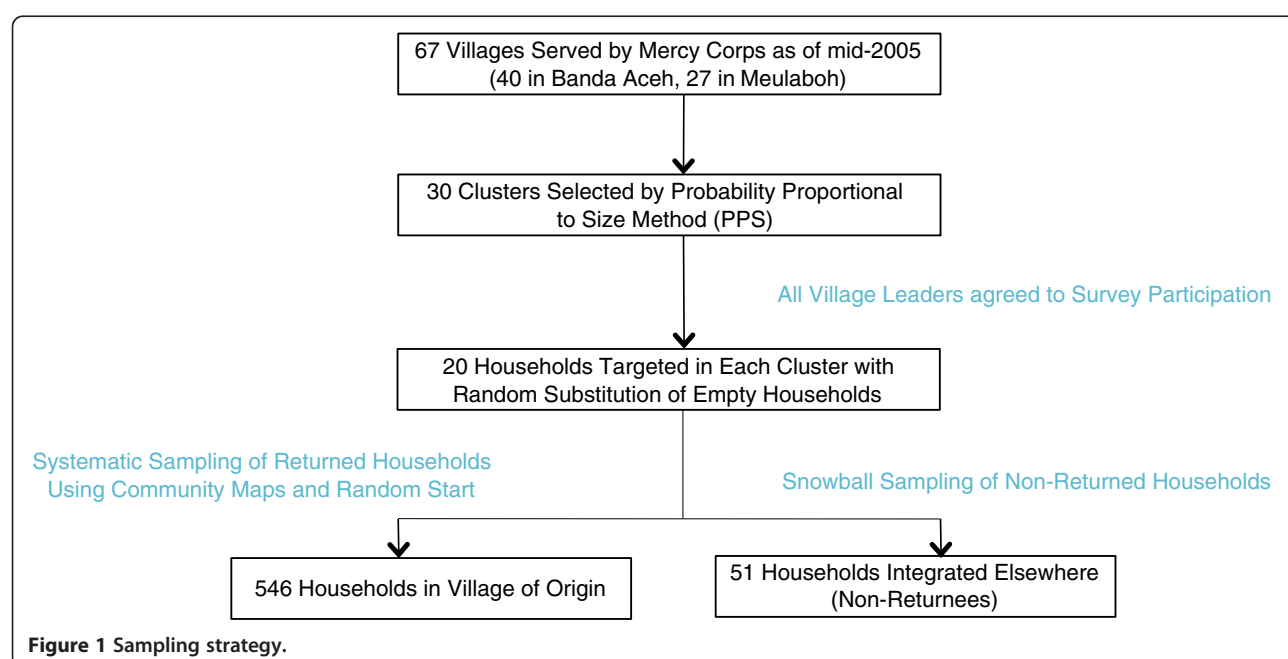 67 Villages Served by Mercy Corps as of mid-2005
(40 in Banda Aceh, 27 in Meulaboh)
30 Clusters Selected by Probability Proportional
to Size Method (PPS)
All Village Leaders agreed to Survey Participation
20 Households Targeted in Each Cluster with
Random Substitution of Empty Households
Systematic Sampling of Returned Households
Using Community Maps and Random Start
Snowball Sampling of Non-Returned Households
546 Households in Village of Origin
51 Households Integrated Elsewhere
(Non-Returnees)
Figure 1 Sampling strategy.